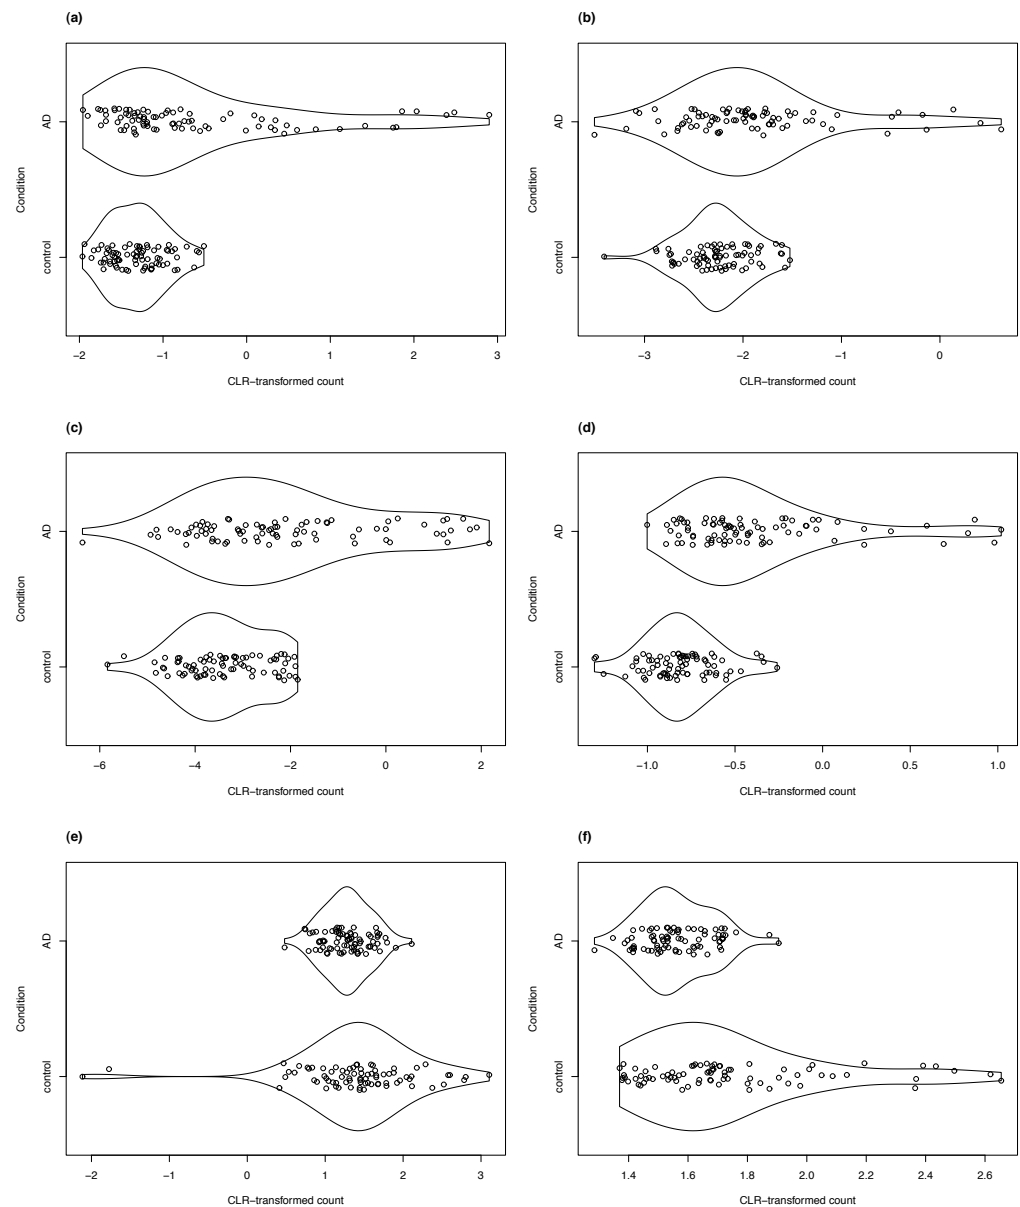 (a)
AD
control
Condition
−2 −1 0 1 2 3
CLR−transformed count
(b)
AD
control
Condition
−3 −2 −1 0
CLR−transformed count
(c)
AD
control
Condition
−6 −4 −2 0 2
CLR−transformed count
(d)
AD
control
Condition
−1.0 −0.5 0.0 0.5 1.0
CLR−transformed count
(e)
AD
control
Condition
−2 −1 0 1 2 3
CLR−transformed count
(f)
AD
control
Condition
1.4 1.6 1.8 2.0 2.2 2.4 2.6
CLR−transformed count